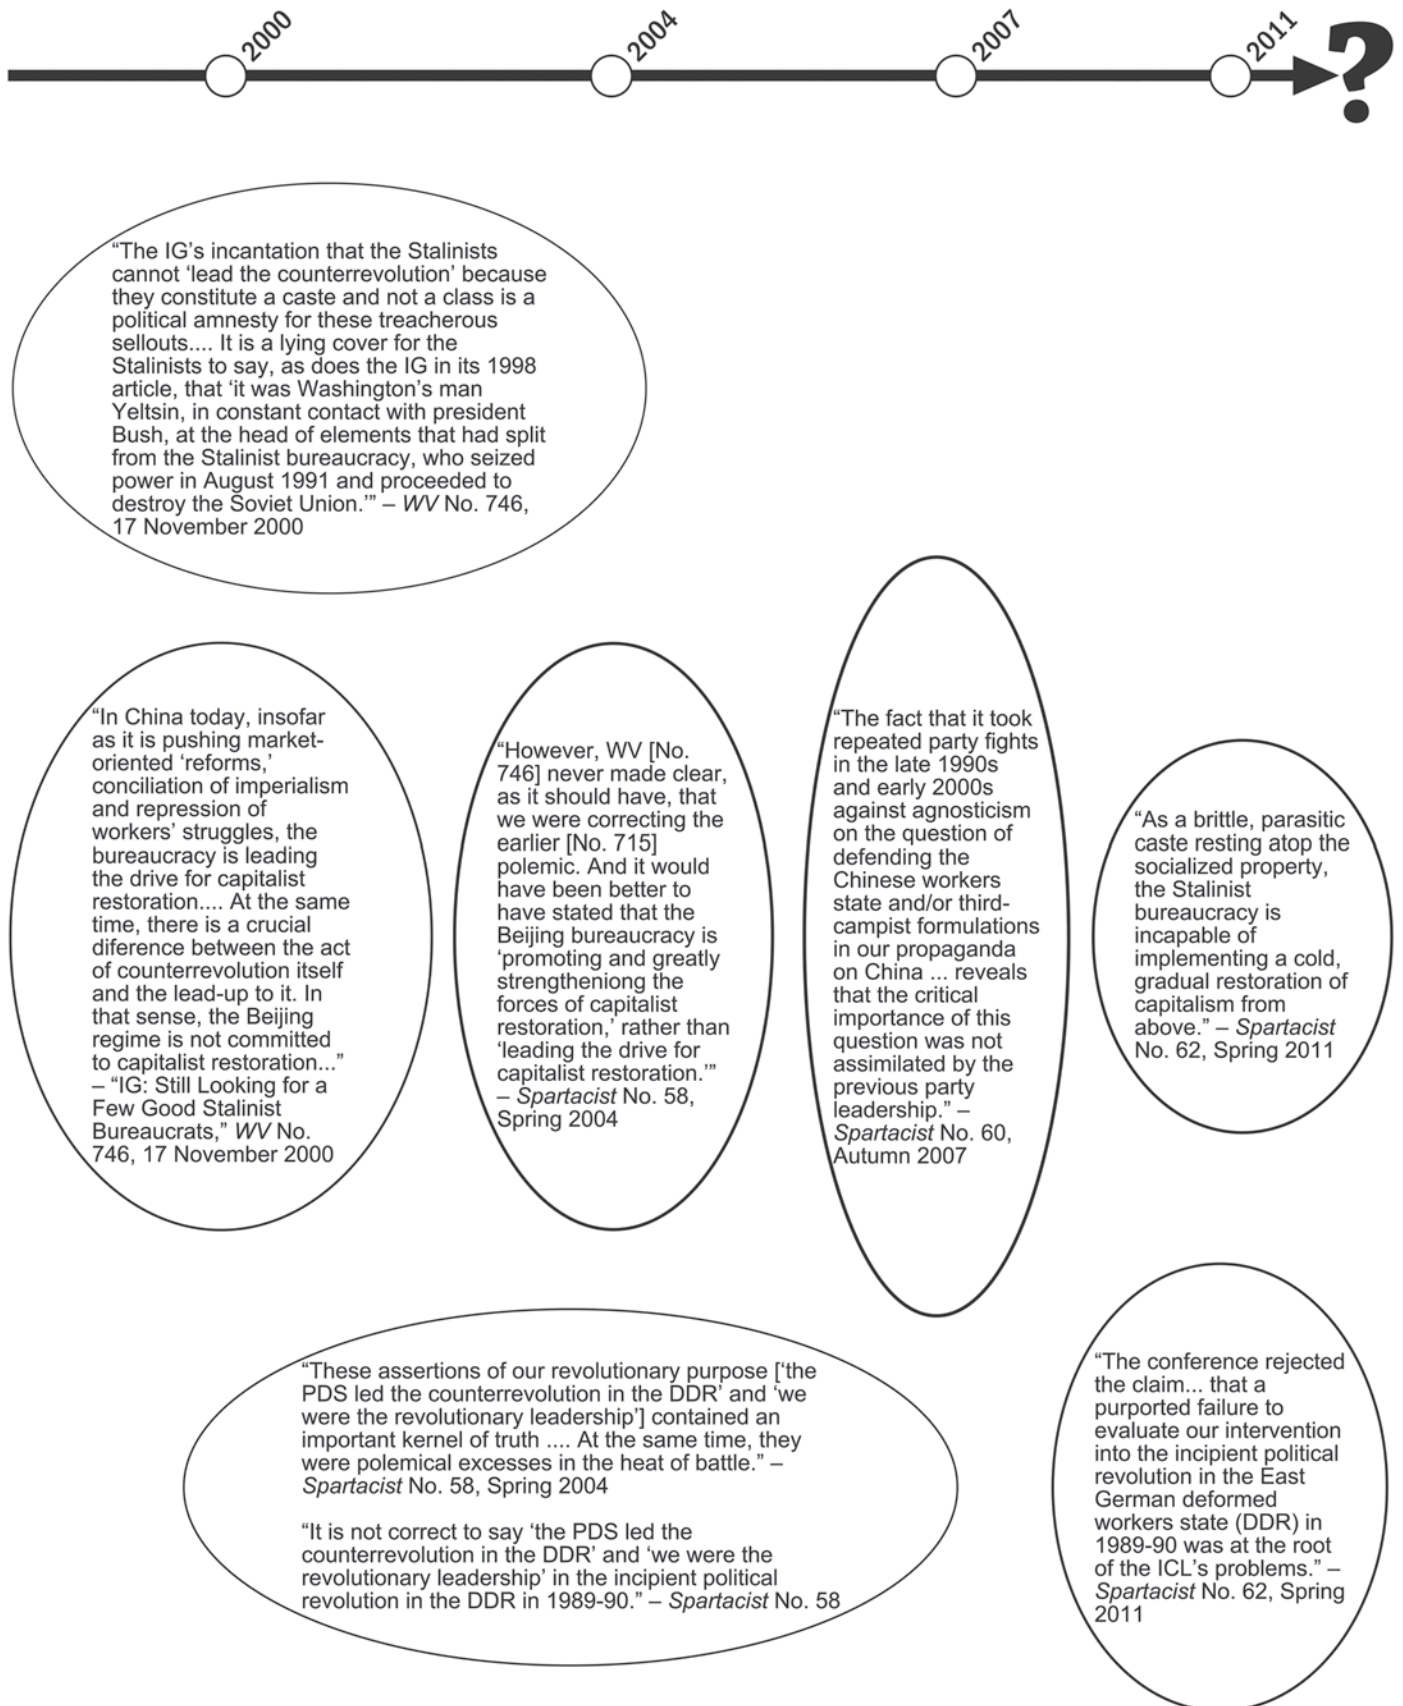 2000
2004
2007
2011
?
“The IG’s incantation that the Stalinists
cannot ‘lead the counterrevolution’ because
they constitute a caste and not a class is a
political amnesty for these treacherous
sellouts.... It is a lying cover for the
Stalinists to say, as does the IG in its 1998
article, that ‘it was Washington’s man
Yeltsin, in constant contact with president
Bush, at the head of elements that had split
from the Stalinist bureaucracy, who seized
power in August 1991 and proceeded to
destroy the Soviet Union.’” – WV No. 746,
17 November 2000
“In China today, insofar
as it is pushing market-
oriented ‘reforms,’
conciliation of imperialism
and repression of
workers’ struggles, the
bureaucracy is leading
the drive for capitalist
restoration.... At the same
time, there is a crucial
diference between the act
of counterrevolution itself
and the lead-up to it. In
that sense, the Beijing
regime is not committed
to capitalist restoration...”
– “IG: Still Looking for a
Few Good Stalinist
Bureaucrats,” WV No.
746, 17 November 2000
“However, WV [No.
746] never made clear,
as it should have, that
we were correcting the
earlier [No. 715]
polemic. And it would
have been better to
have stated that the
Beijing bureaucracy is
‘promoting and greatly
strengtheniong the
forces of capitalist
restoration,’ rather than
‘leading the drive for
capitalist restoration.’”
– Spartacist No. 58,
Spring 2004
“The fact that it took
repeated party fights
in the late 1990s
and early 2000s
against agnosticism
on the question of
defending the
Chinese workers
state and/or third-
campist formulations
in our propaganda
on China ... reveals
that the critical
importance of this
question was not
assimilated by the
previous party
leadership.” –
Spartacist No. 60,
Autumn 2007
“As a brittle, parasitic
caste resting atop the
socialized property,
the Stalinist
bureaucracy is
incapable of
implementing a cold,
gradual restoration of
capitalism from
above.” – Spartacist
No. 62, Spring 2011
“These assertions of our revolutionary purpose [‘the
PDS led the counterrevolution in the DDR’ and ‘we
were the revolutionary leadership’] contained an
important kernel of truth .... At the same time, they
were polemical excesses in the heat of battle.” –
Spartacist No. 58, Spring 2004
“It is not correct to say ‘the PDS led the
counterrevolution in the DDR’ and ‘we were the
revolutionary leadership’ in the incipient political
revolution in the DDR in 1989-90.” – Spartacist No. 58
“The conference rejected
the claim... that a
purported failure to
evaluate our intervention
into the incipient political
revolution in the East
German deformed
workers state (DDR) in
1989-90 was at the root
of the ICL’s problems.” –
Spartacist No. 62, Spring
2011